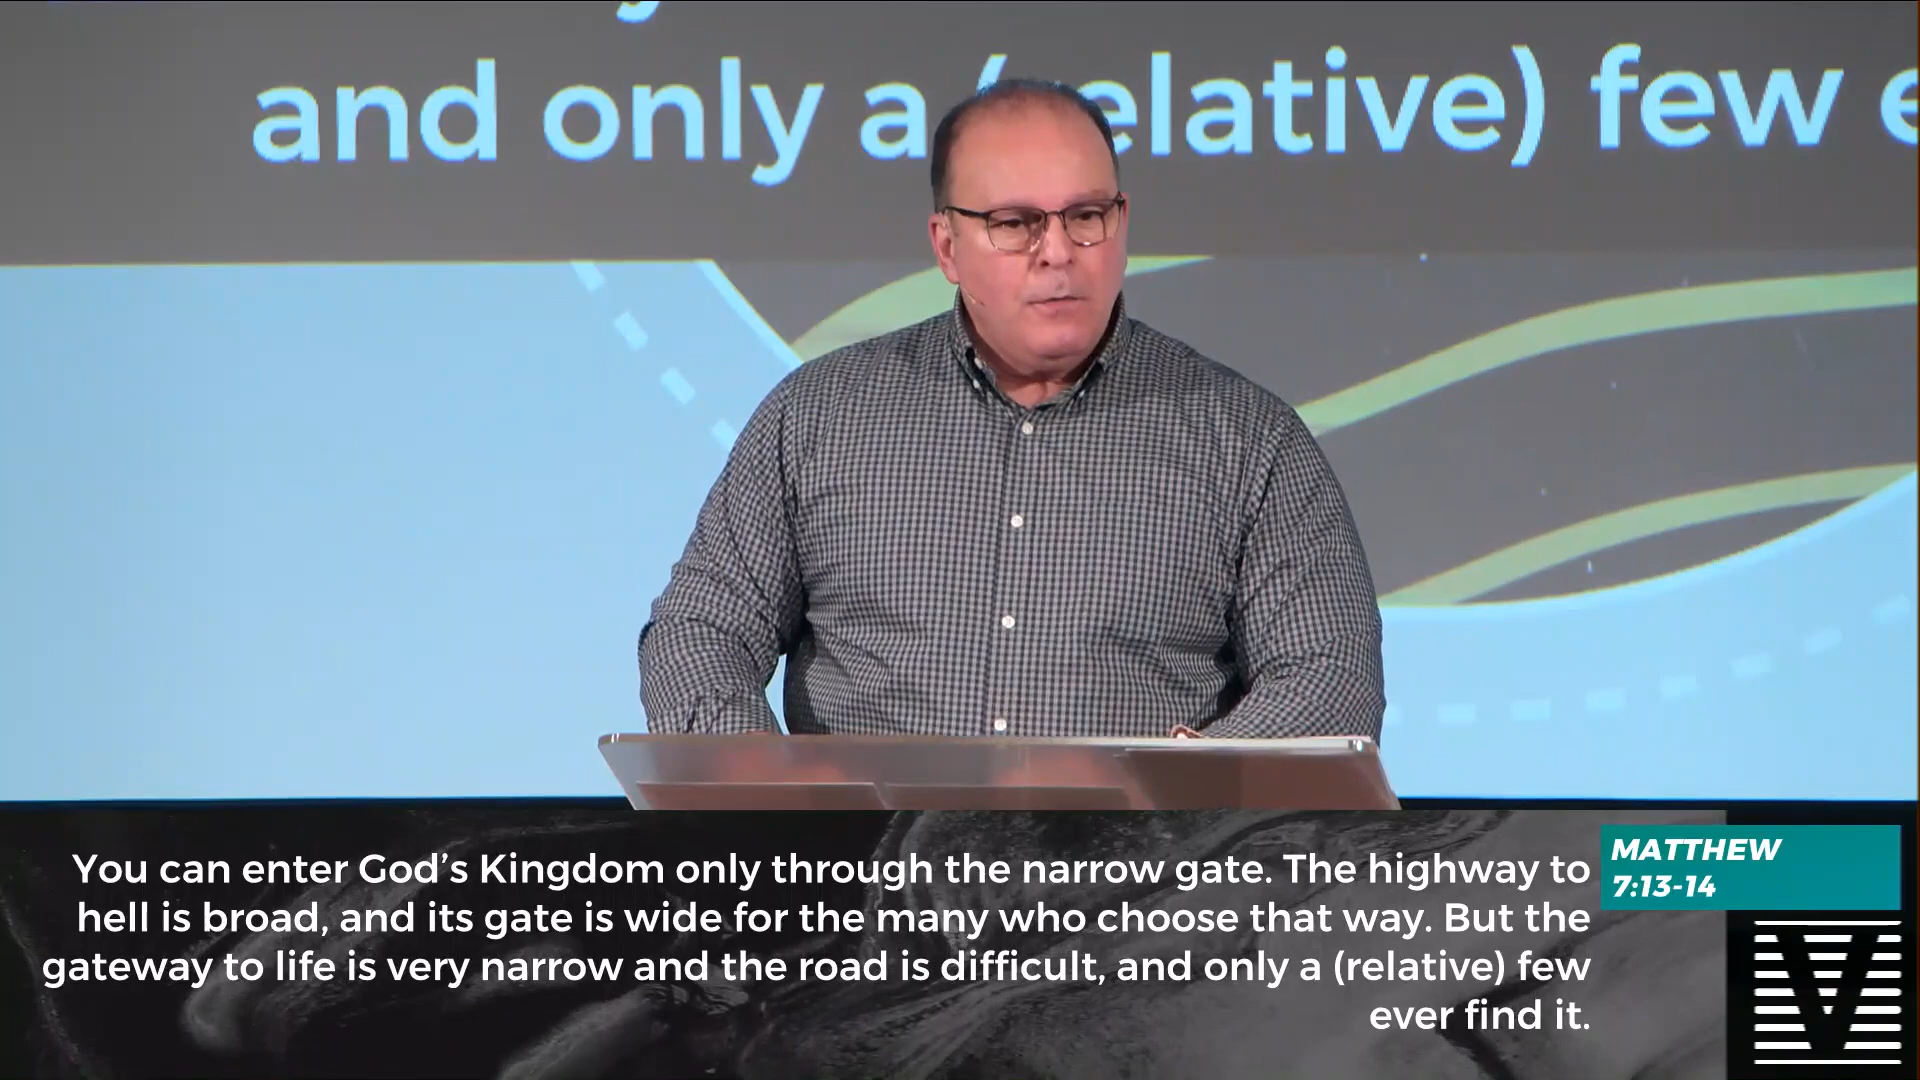 and only a (relative) few e
You can enter God's Kingdom only through the narrow gate. The highway to
hell is broad, and its gate is wide for the many who choose that way. But the
gateway to life is very narrow and the road is difficult, and only a (relative) few
ever find it.
MATTHEW
7:13-14
V